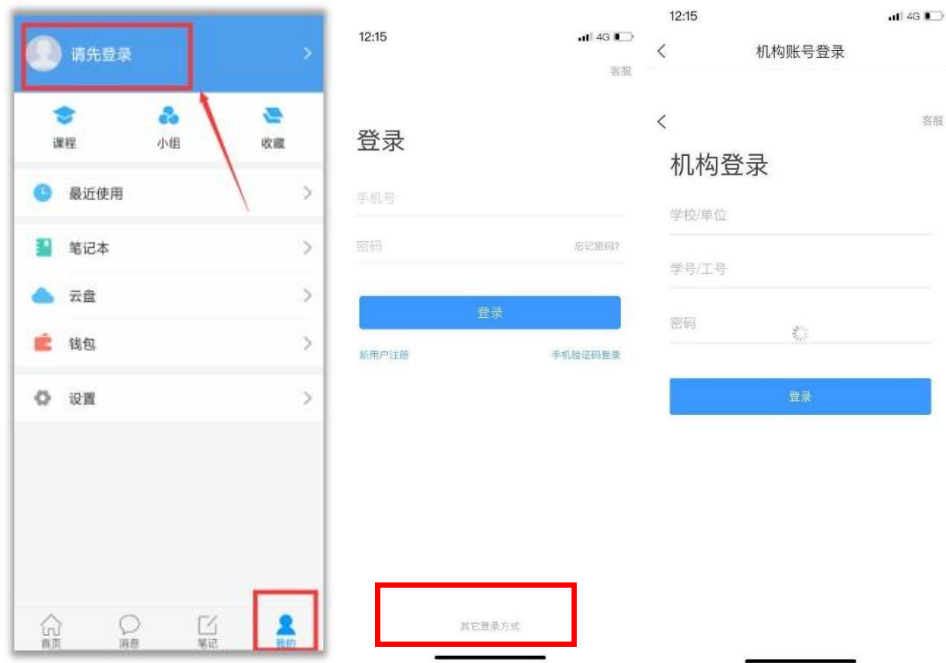 请先登录
课程
小组
收藏
最近使用
笔记本
云盘
钱包
设置
首页
消息
笔记
我的
12:15
4G
客服
登录
手机号
密码
忘记密码?
登录
新用户注册
手机验证码登录
其它登录方式
12:15
4G
机构账号登录
客服
机构登录
学校/单位
学号/工号
密码
登录